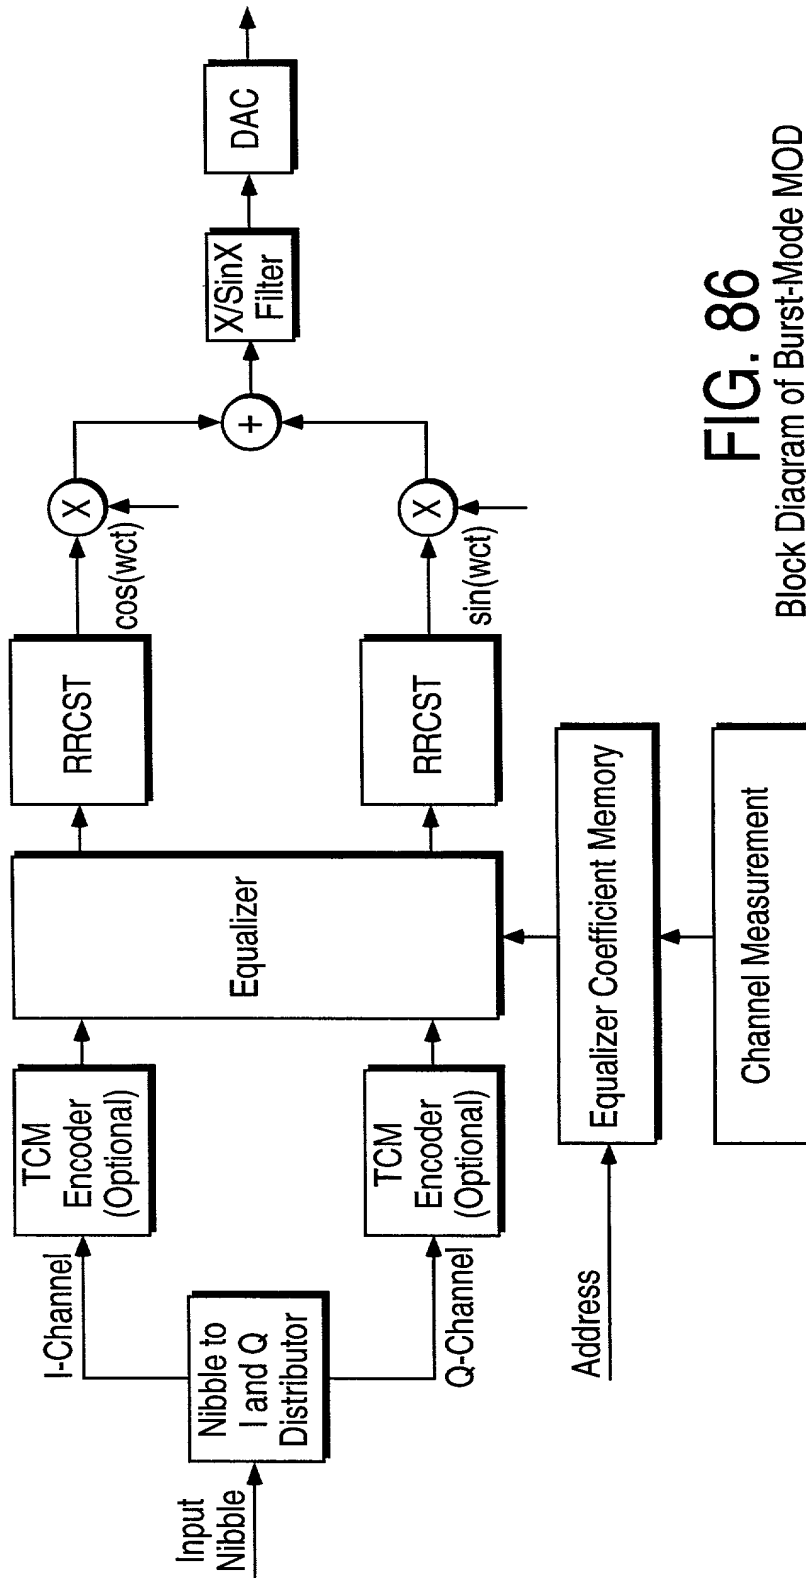 Input
Nibble
Nibble to
I and Q
Distributor
I-Channel
Q-Channel
TCM
Encoder
(Optional)
TCM
Encoder
(Optional)
Equalizer
Address
Equalizer Coefficient Memory
Channel Measurement
RRCST
RRCST
cos(wct)
sin(wct)
X
X
+
X/SinX
Filter
DAC
FIG. 86
Block Diagram of Burst-Mode MOD